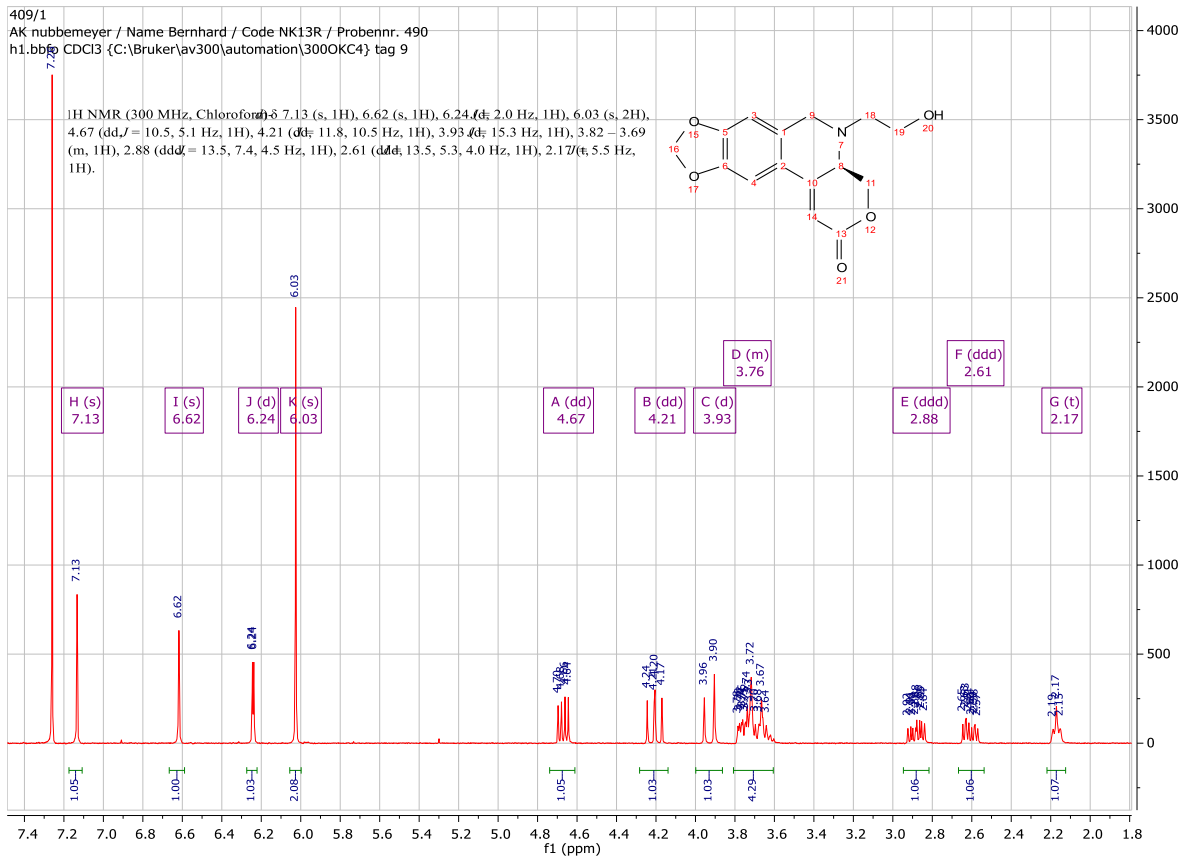 409/1
AK nubbemeyer / Name Bernhard / Code NK13R / Probennr. 490
CDCl3 {C:\Bruker\av300\automation\300OKC4} tag 9
7.26
1H NMR (300 MHz, δ 7.13 (s, 1H), 6.62 (s, 1H), 6.24 2.0 Hz, 1H), 6.03 (s, 2H),
4.67 (dd, J = 10.5, 5.1 Hz, 1H), 4.21 11.8, 10.5 Hz, 1H), 3.93 15.3 Hz, 1H), 3.82 – 3.69
(m, 1H), 2.88 (ddd, J = 13.5, 7.4, 4.5 Hz, 1H), 2.61 13.5, 5.3, 4.0 Hz, 1H), 2.17 5.5 Hz,
1H).
O 15 5 3 1 9 N 7 18 19 OH 20
16 6 2 8 11
O 17 4 10 O 12
14 13
O 21
D (m) 3.76
F (ddd) 2.61
H (s) 7.13
I (s) 6.62
J (d) 6.24
K (s) 6.03
A (dd) 4.67
B (dd) 4.21
C (d) 3.93
E (ddd) 2.88
G (t) 2.17
7.13
6.62
6.24
6.03
4.70
4.64
4.24
4.20
4.17
3.96
3.90
3.72
3.67
3.64
2.19
2.17
2.15
1.05
1.00
1.03
2.08
1.05
1.03
1.03
4.29
1.06
1.06
1.07
4000
3500
3000
2500
2000
1500
1000
500
0
7.4 7.2 7.0 6.8 6.6 6.4 6.2 6.0 5.8 5.6 5.4 5.2 5.0 4.8 4.6 4.4 4.2 4.0 3.8 3.6 3.4 3.2 3.0 2.8 2.6 2.4 2.2 2.0 1.8
f1 (ppm)